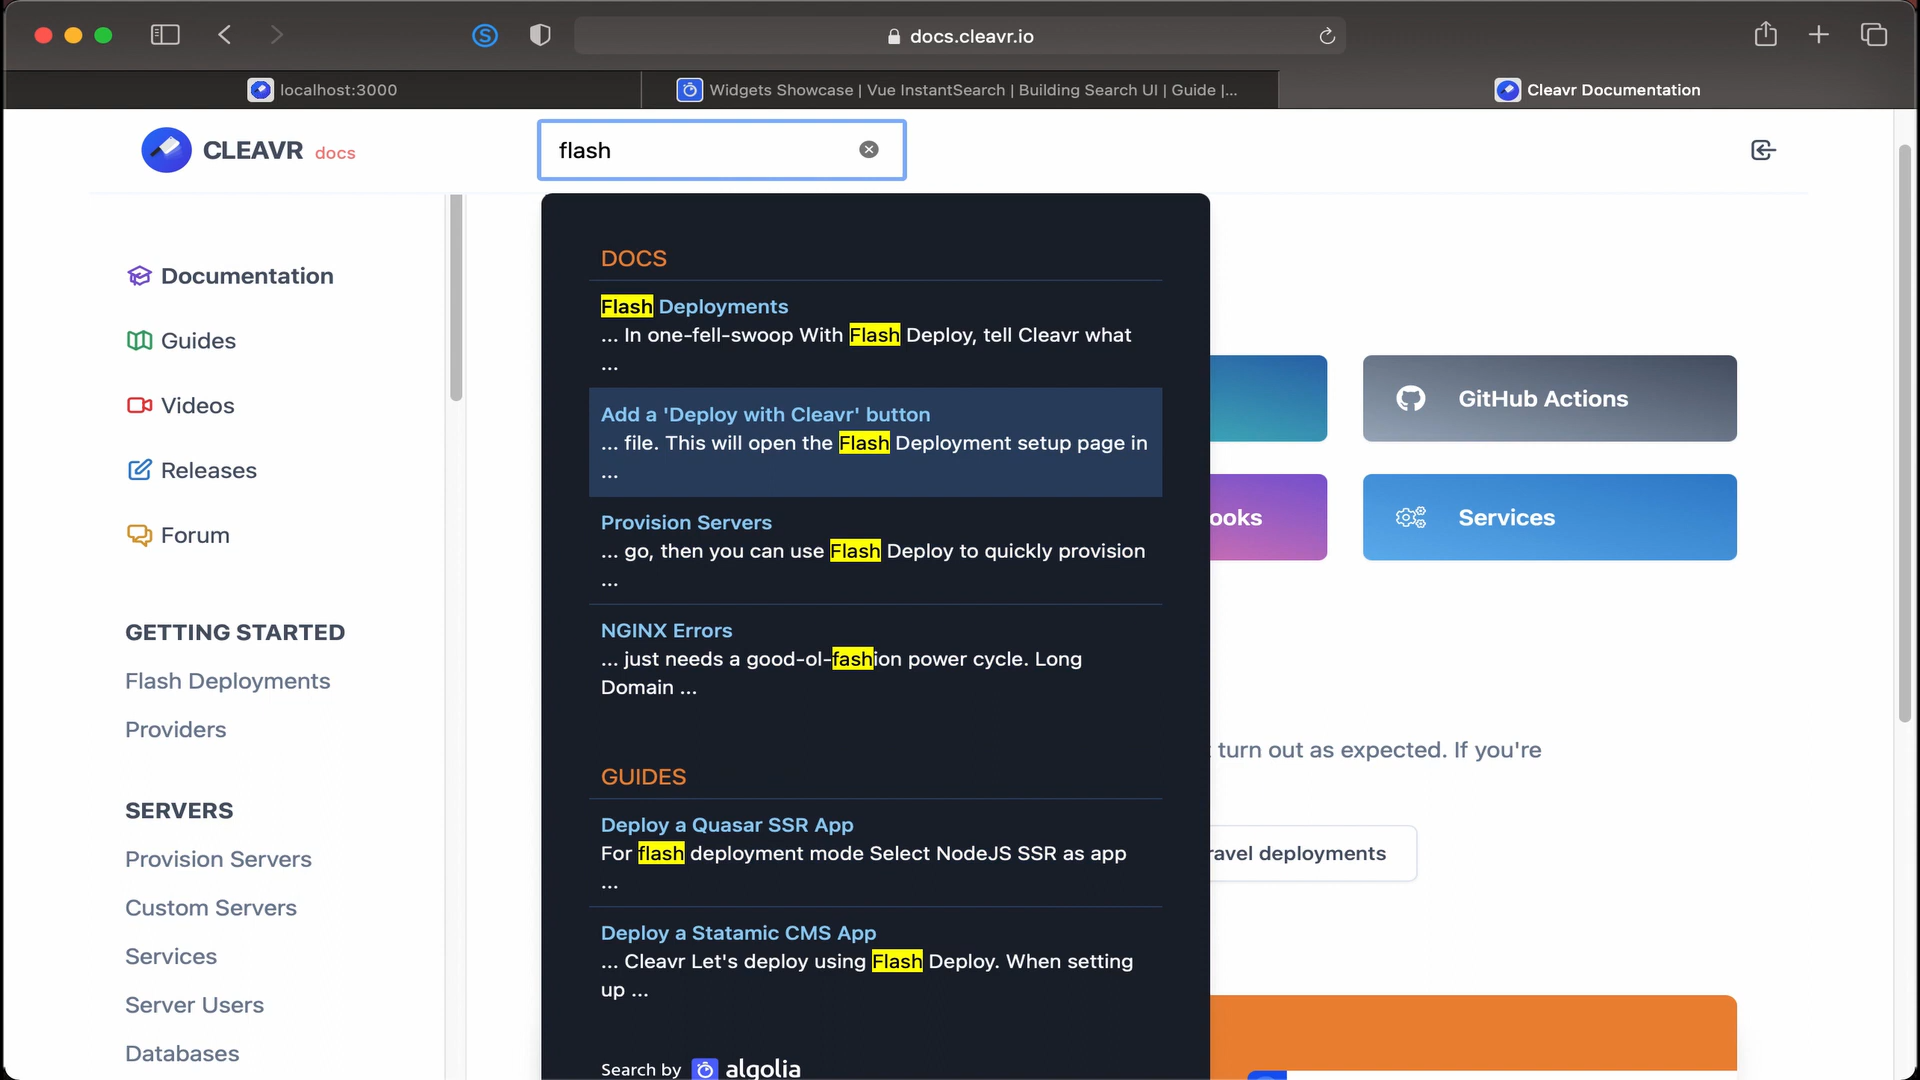 docs.cleavr.io
localhost:3000
Widgets Showcase | Vue InstantSearch | Building Search UI | Guide |...
Cleavr Documentation
CLEAVR docs
flash
Documentation
Guides
Videos
Releases
Forum
GETTING STARTED
Flash Deployments
Providers
SERVERS
Provision Servers
Custom Servers
Services
Server Users
Databases
DOCS
Flash Deployments
... In one-fell-swoop With Flash Deploy, tell Cleavr what
...
Add a 'Deploy with Cleavr' button
... file. This will open the Flash Deployment setup page in
...
Provision Servers
... go, then you can use Flash Deploy to quickly provision
...
NGINX Errors
... just needs a good-ol-fashion power cycle. Long
Domain ...
GUIDES
Deploy a Quasar SSR App
For flash deployment mode Select NodeJS SSR as app
...
Deploy a Statamic CMS App
... Cleavr Let's deploy using Flash Deploy. When setting
up ...
Search by algolia
GitHub Actions
ooks
Services
turn out as expected. If you're
ravel deployments